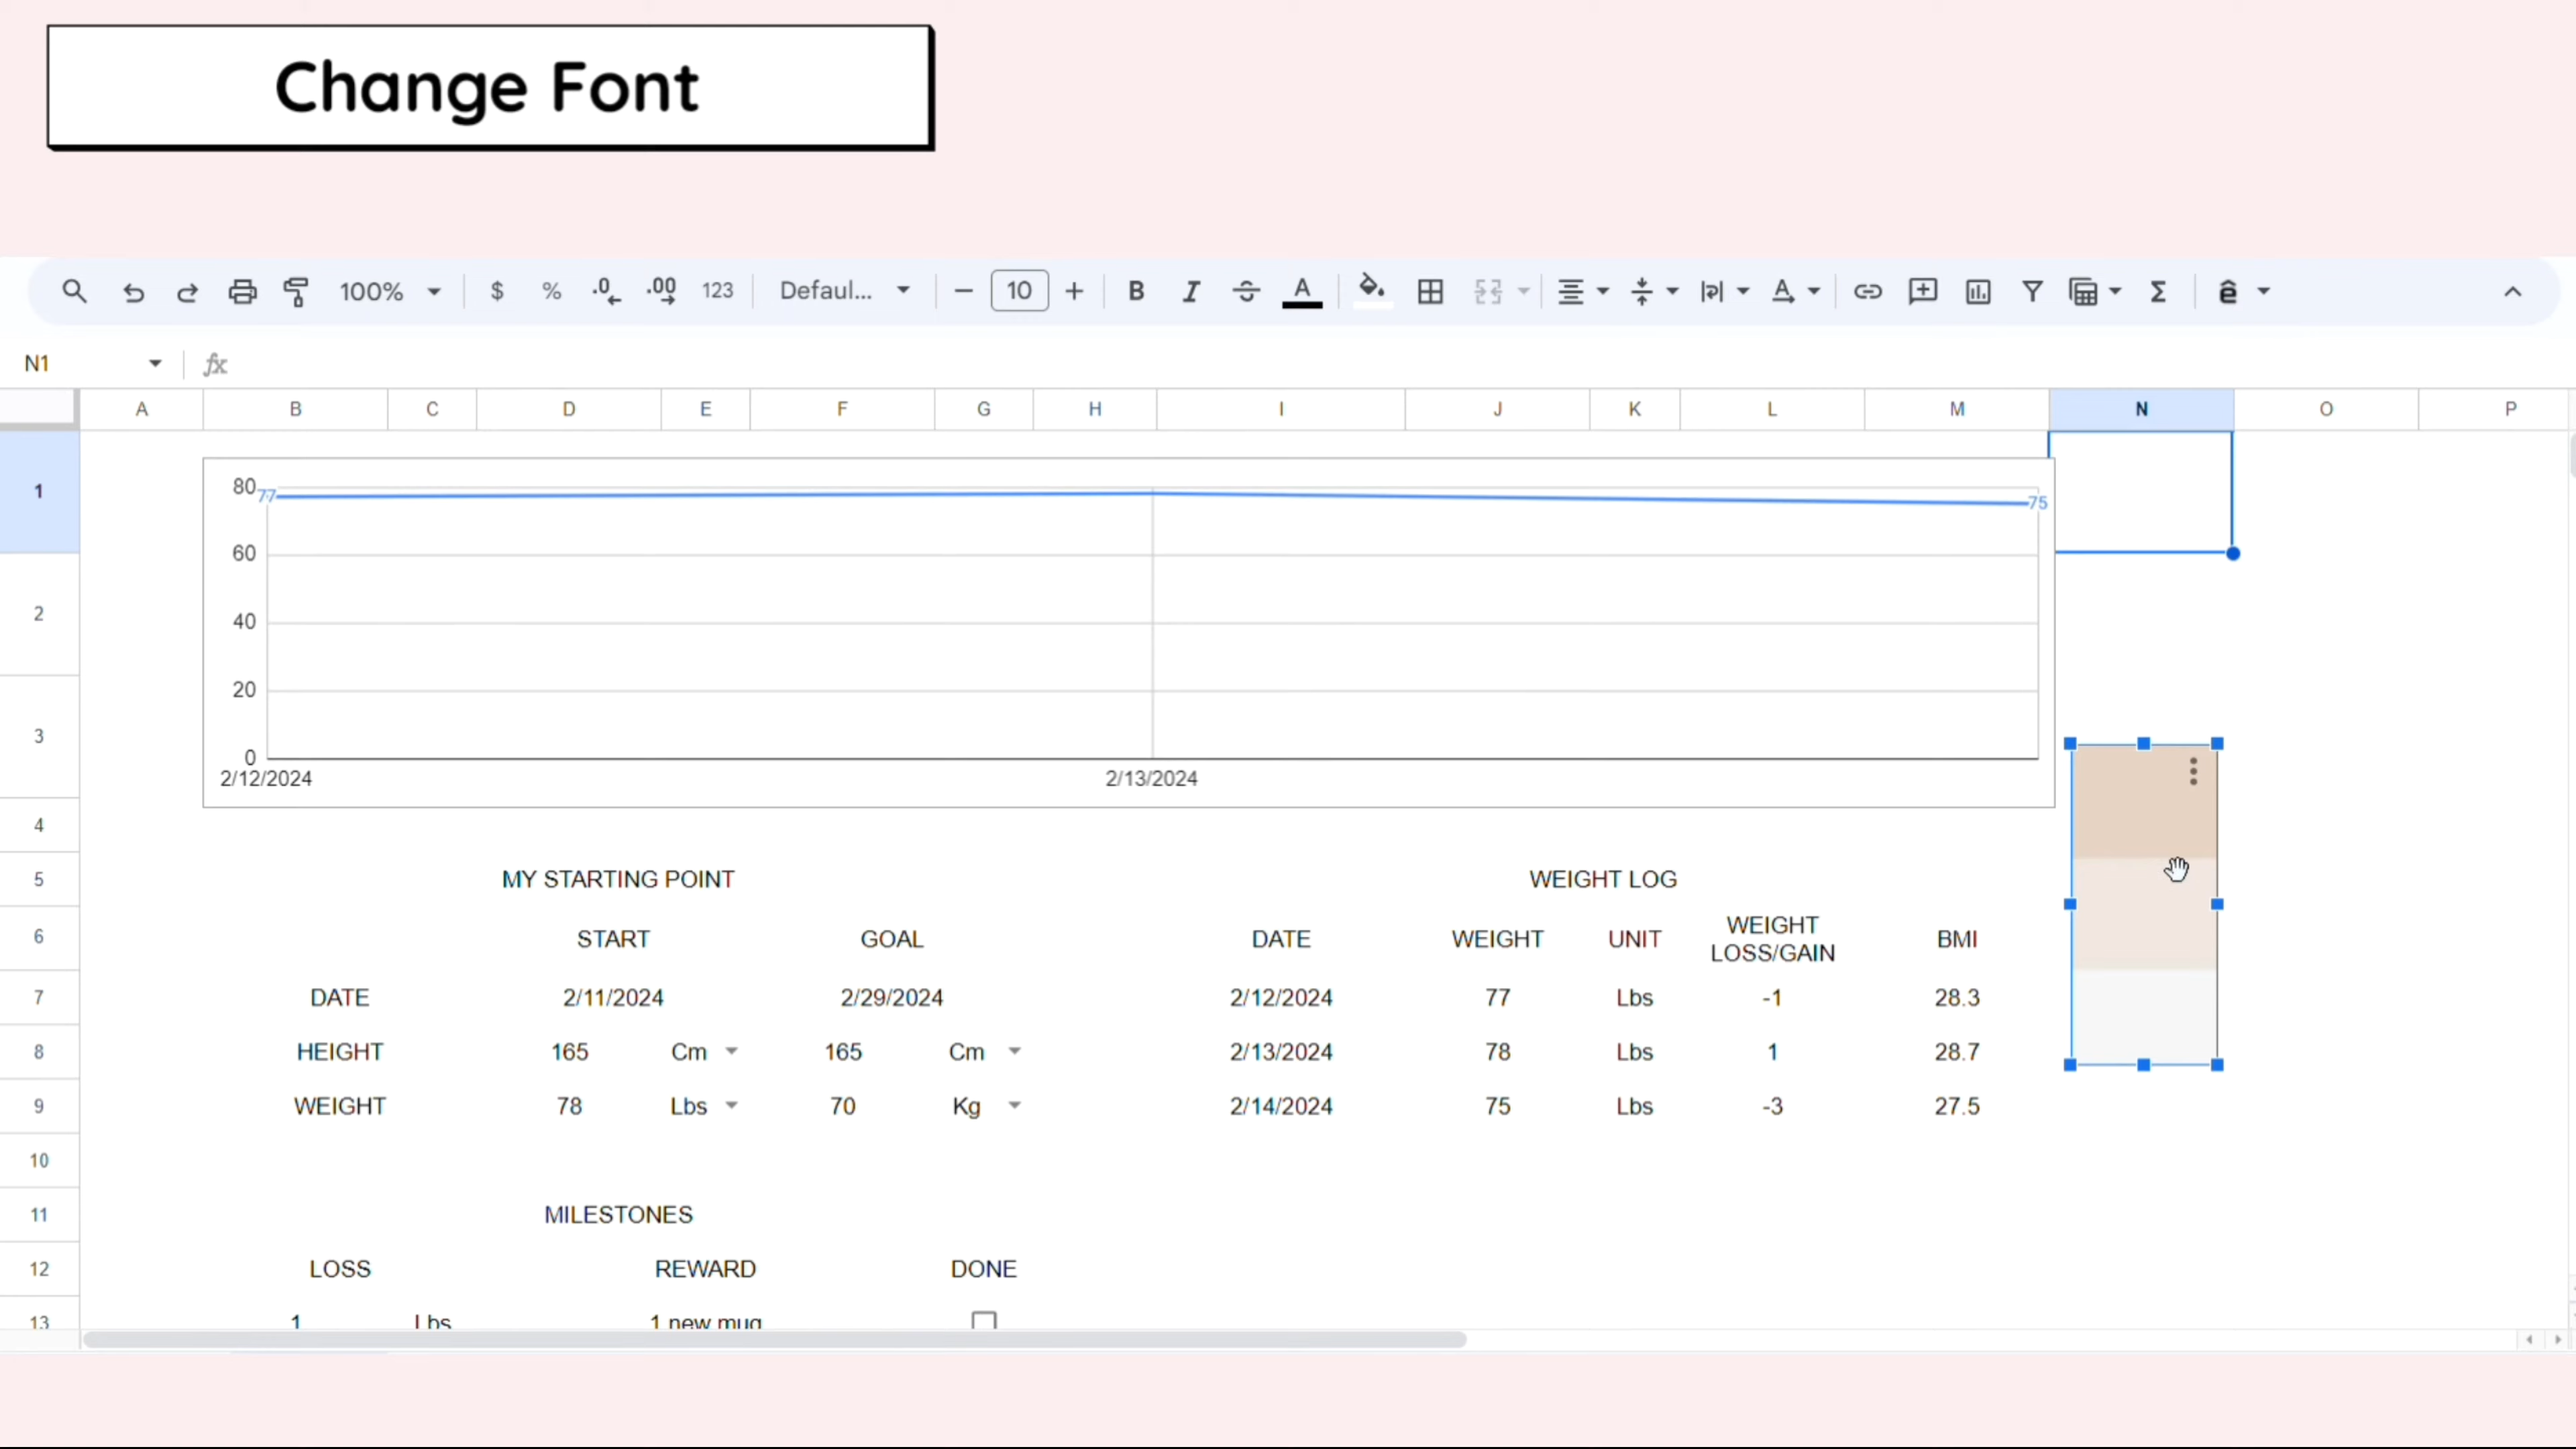 Change Font
100% $ % .0 .00 123 Defaul... 10 B I S A A Σ ê
N1 fx
A B C D E F G H I J K L M N O P
1
80
77
75
60
2
40
20
3
0
2/12/2024 2/13/2024
4
5 MY STARTING POINT WEIGHT LOG
6 START GOAL DATE WEIGHT UNIT WEIGHT LOSS/GAIN BMI
7 DATE 2/11/2024 2/29/2024 2/12/2024 77 Lbs -1 28.3
8 HEIGHT 165 Cm 165 Cm 2/13/2024 78 Lbs 1 28.7
9 WEIGHT 78 Lbs 70 Kg 2/14/2024 75 Lbs -3 27.5
10
11 MILESTONES
12 LOSS REWARD DONE
13 1 Lbs 1 new mug